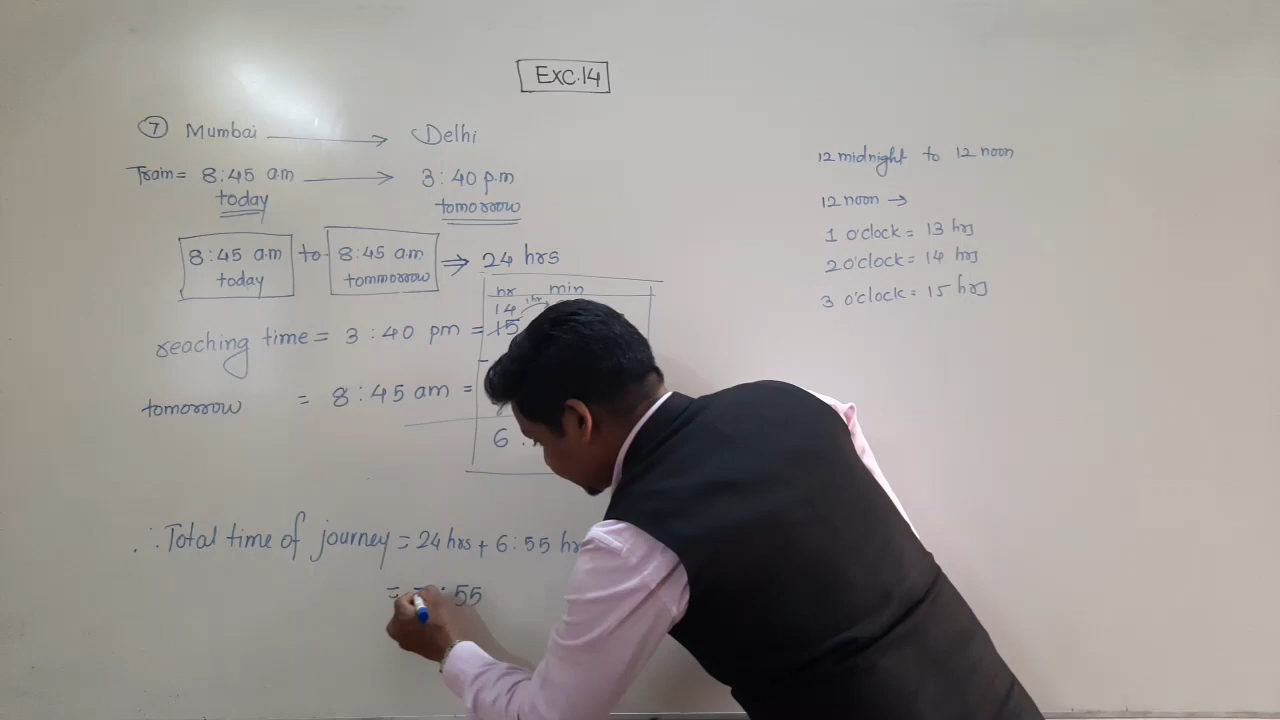 EXC.14
7 Mumbai → Delhi
Train = 8:45 am → 3:40 p.m
today tomorrow
8:45 am to 8:45 am ⇒ 24 hrs
today tommorrow
hr min
14 1hr
reaching time = 3:40 pm = 15
-
tomorrow = 8:45 am =
6:
∴ Total time of journey = 24 hrs + 6:55 hr
= :55
12 midnight to 12 noon
12 noon →
1 o'clock = 13 hrs
2 o'clock = 14 hrs
3 o'clock = 15 hrs